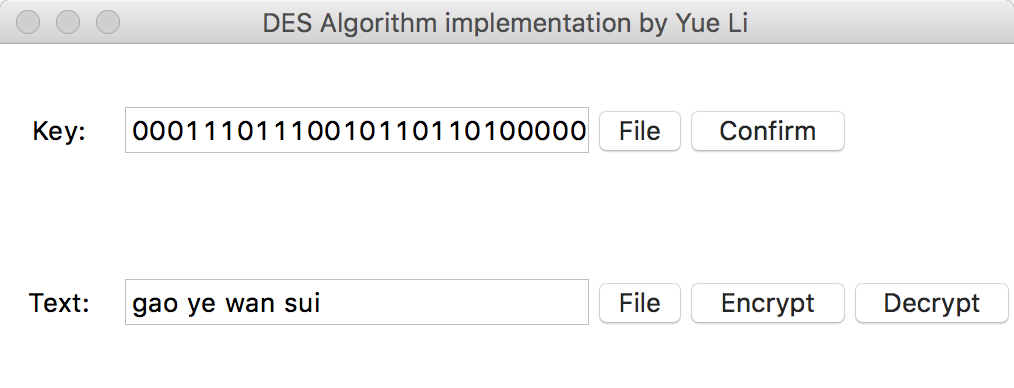 DES Algorithm implementation by Yue Li
Key: 0001110111001011011010000 File Confirm
Text: gao ye wan sui File Encrypt Decrypt